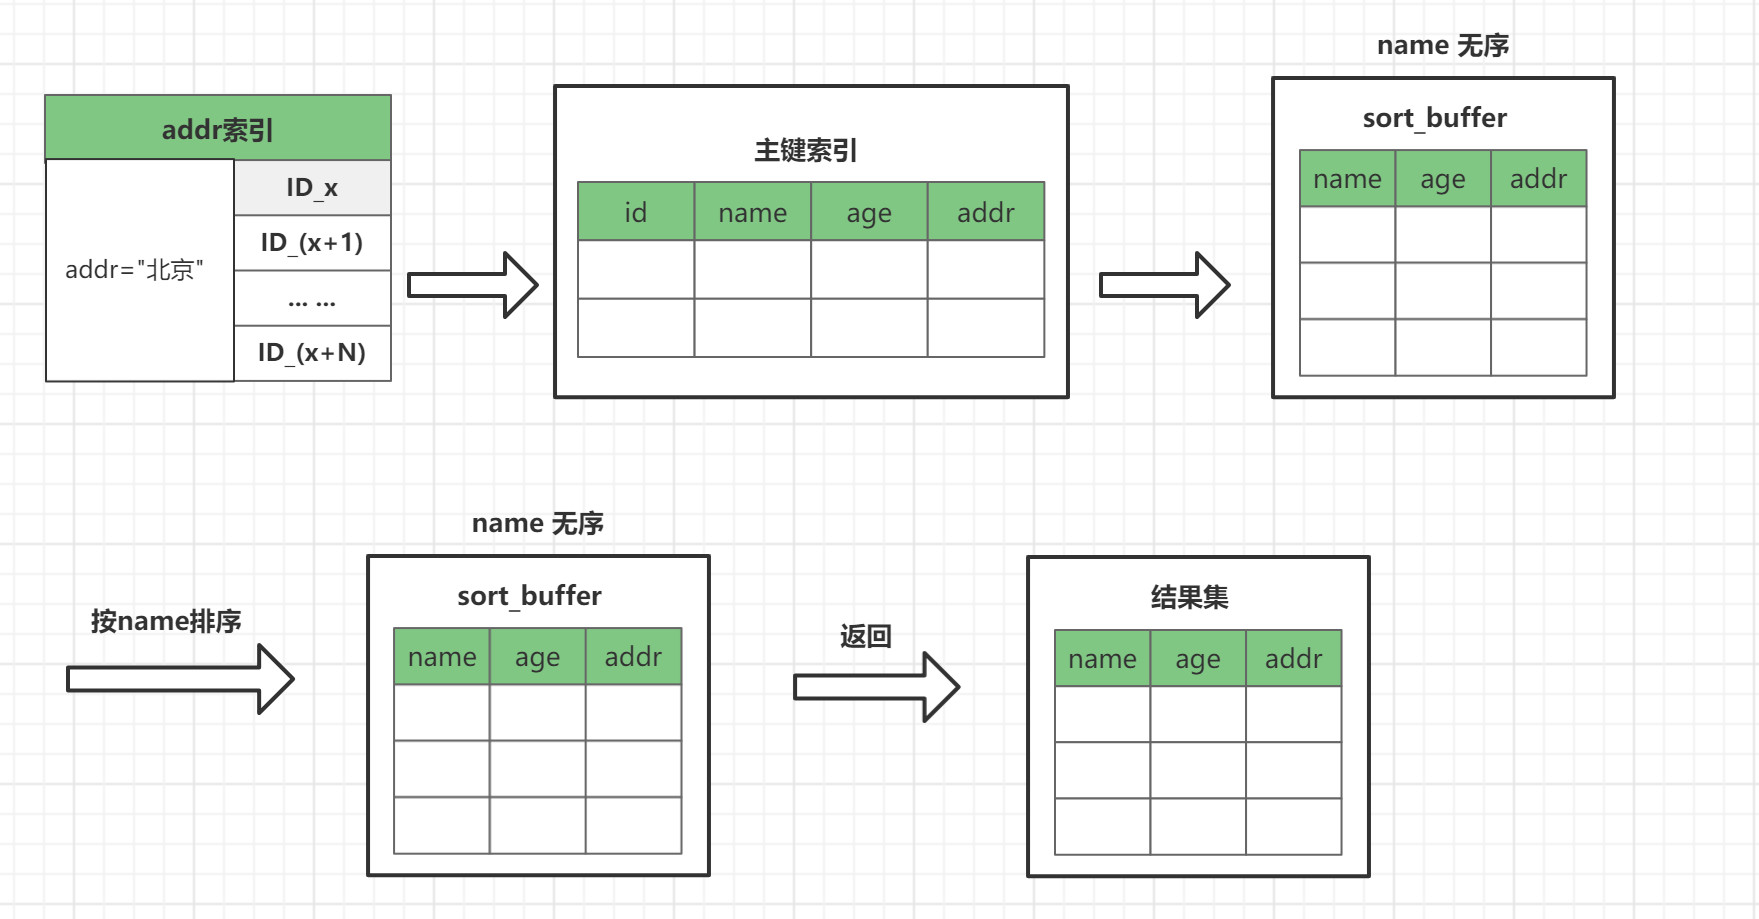 name 无序
addr索引
addr="北京"
ID_x
ID_(x+1)
... ...
ID_(x+N)
主键索引
id name age addr
sort_buffer
name age addr
name 无序
按name排序
sort_buffer
name age addr
返回
结果集
name age addr